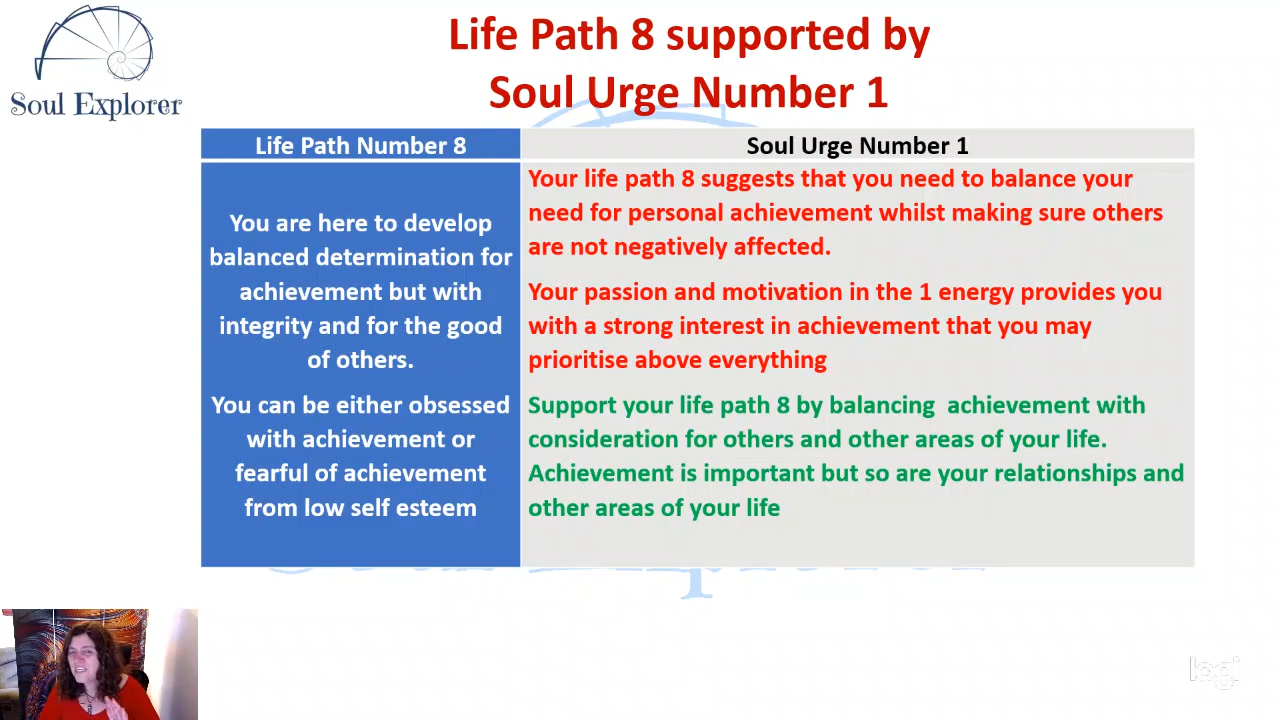 Life Path 8 supported by
Soul Urge Number 1
Soul Explorer
Life Path Number 8
Soul Urge Number 1
You are here to develop
balanced determination for
achievement but with
integrity and for the good
of others.
You can be either obsessed
with achievement or
fearful of achievement
from low self esteem
Your life path 8 suggests that you need to balance your
need for personal achievement whilst making sure others
are not negatively affected.
Your passion and motivation in the 1 energy provides you
with a strong interest in achievement that you may
prioritise above everything
Support your life path 8 by balancing  achievement with
consideration for others and other areas of your life.
Achievement is important but so are your relationships and
other areas of your life
logi